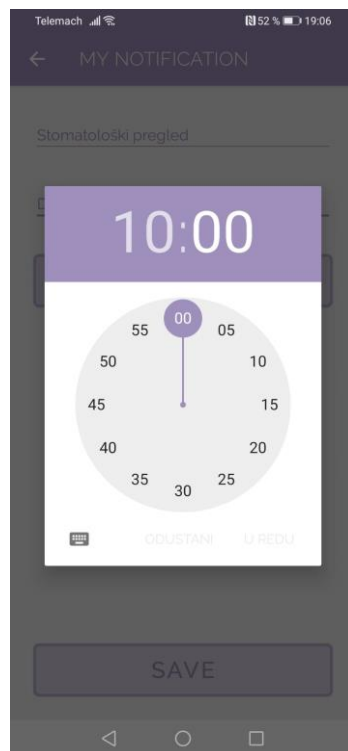 Telemach 52 % 19:06
MY NOTIFICATION
Stomatološki pregled
10:00
00
55 05
50 10
45 15
40 20
35 25
30
ODUSTANI U REDU
SAVE